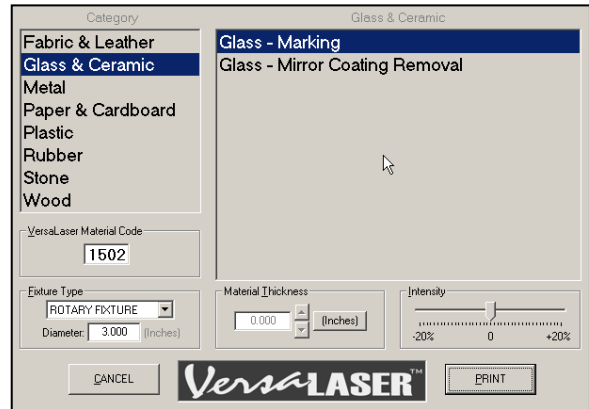 Category
Glass & Ceramic
Fabric & Leather
Glass & Ceramic
Metal
Paper & Cardboard
Plastic
Rubber
Stone
Wood
Glass - Marking
Glass - Mirror Coating Removal
VersaLaser Material Code
1502
Fixture Type
ROTARY FIXTURE
Diameter: 3.000 (Inches)
Material Thickness
0.000 (Inches)
Intensity
-20% 0 +20%
CANCEL
VersaLASER™
PRINT